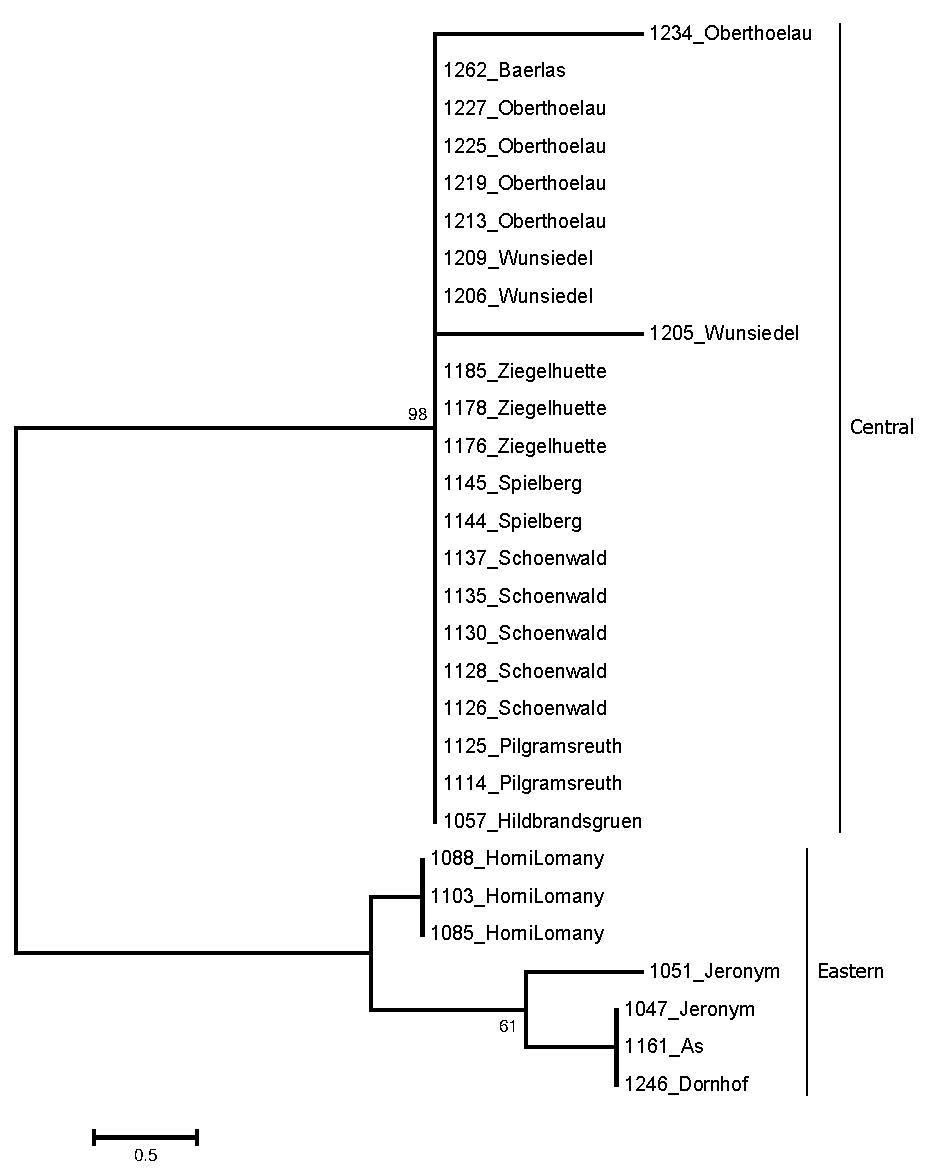 1234_Oberthoelau
1262_Baerlas
1227_Oberthoelau
1225_Oberthoelau
1219_Oberthoelau
1213_Oberthoelau
1209_Wunsiedel
1206_Wunsiedel
1205_Wunsiedel
1185_Ziegelhuette
1178_Ziegelhuette
98
Central
1176_Ziegelhuette
1145_Spielberg
1144_Spielberg
1137_Schoenwald
1135_Schoenwald
1130_Schoenwald
1128_Schoenwald
1126_Schoenwald
1125_Pilgramsreuth
1114_Pilgramsreuth
1057_Hildbrandsgruen
1088_HorniLomany
1103_HorniLomany
1085_HorniLomany
1051_Jeronym
Eastern
1047_Jeronym
61
1161_As
1246_Dornhof
0.5